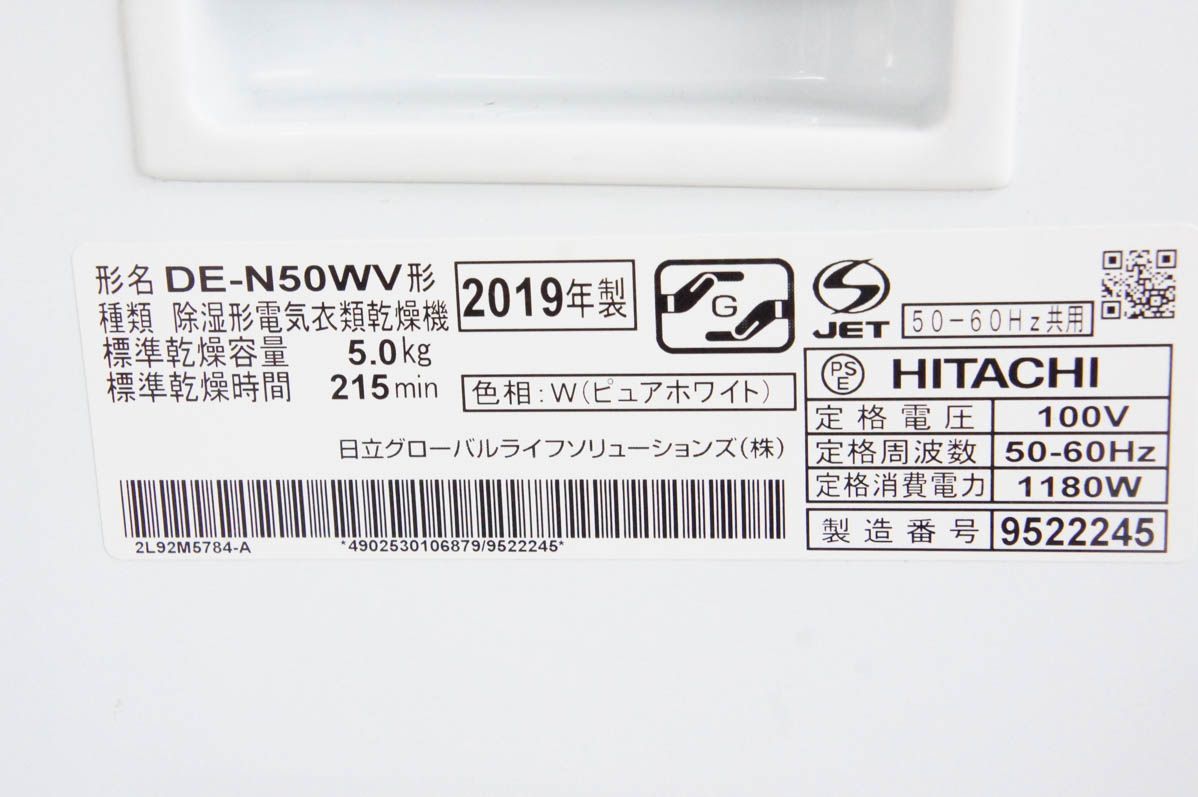 形名 DE-N50WV形
2019年製
種類 除湿形電気衣類乾燥機
標準乾燥容量 5.0kg
標準乾燥時間 215min
色相:W(ピュアホワイト)
日立グローバルライフソリューションズ(株)
2L92M5784-A
*4902530106879/9522245*
G
S
JET
50-60Hz共用
PS
E
HITACHI
定格電圧 100V
定格周波数 50-60Hz
定格消費電力 1180W
製造番号 9522245